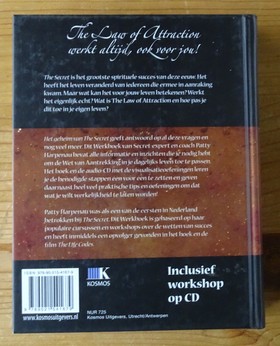 The Law of Attraction
werkt altijd, ook voor jou!
The Secret is het grootste spirituele succes van deze eeuw. Het
heeft het leven veranderd van iedereen die ermee in aanraking
kwam. Maar wat kan het voor jouw leven betekenen? Werkt
het eigenlijk echt? Wat is The Law of Attraction en hoe pas je
dit toe in je eigen leven?
Het geheim van The Secret geeft antwoord op al deze vragen en
nog veel meer. Dit Werkboek van Secret expert en coach Patty
Harpenau bevat alle informatie en inzichten die je nodig hebt
om de Wet van Aantrekking in je dagelijks leven toe te passen.
Het boek en de audio CD met de visualisatieoefeningen leren
je de benodigde stappen een voor een te zetten en geven
daarnaast heel veel praktische tips en oefeningen om dat
wat je wilt werkelijkheid te laten worden!
Patty Harpenau was als een van de eersten in Nederland
betrokken bij The Secret. Dit Werkboek is gebaseerd op haar
populaire cursussen en workshops over de wetten van succes
en heeft inmiddels een opvolger gevonden in het boek en de
film The Life Codes.
K
KOSMOS
Inclusief
workshop
op CD
www.kosmosuitgevers.nl
NUR 725
Kosmos Uitgevers, Utrecht/Antwerpen